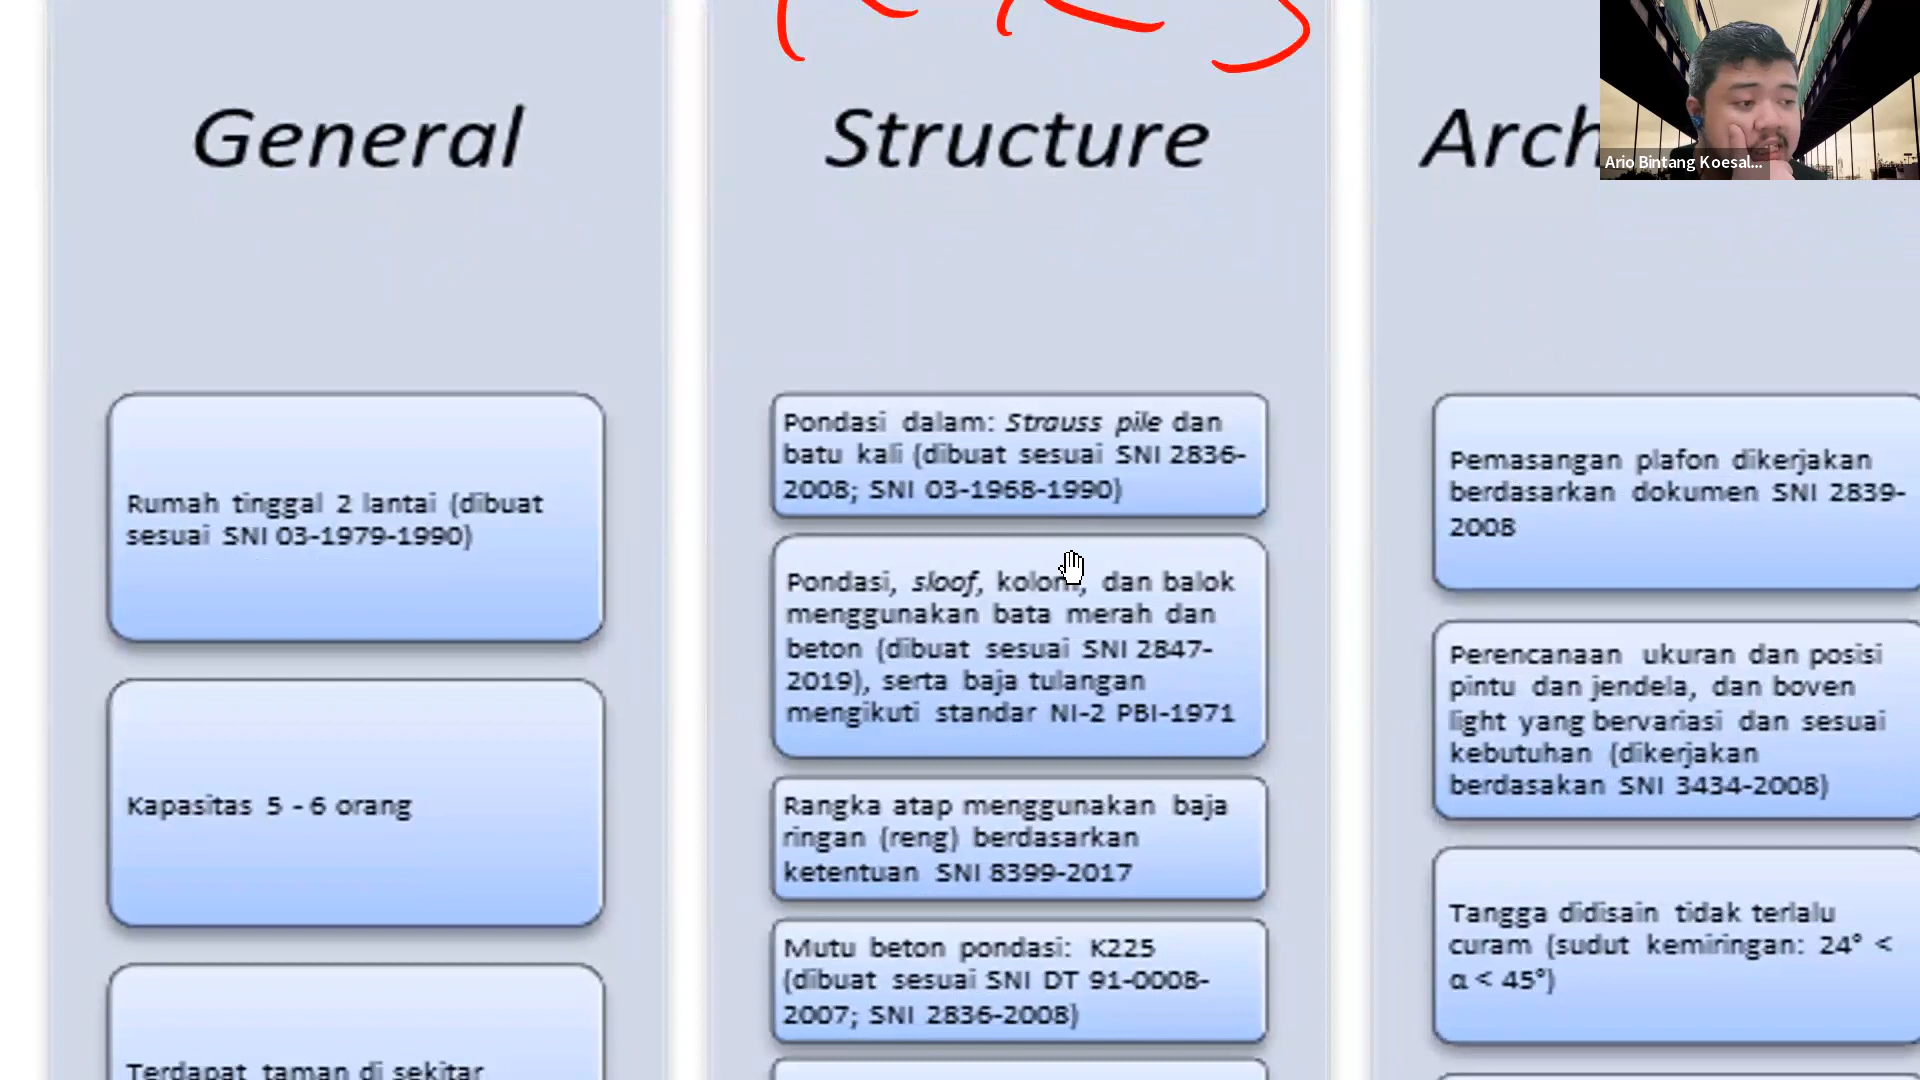 General
Structure
Arch
Ario Bintang Koesal...
Rumah tinggal 2 lantai (dibuat
sesuai SNI 03-1979-1990)
Kapasitas 5 - 6 orang
Terdapat taman di sekitar
Pondasi dalam: Strauss pile dan
batu kali (dibuat sesuai SNI 2836-
2008; SNI 03-1968-1990)
Pondasi, sloof, kolom, dan balok
menggunakan bata merah dan
beton (dibuat sesuai SNI 2847-
2019), serta baja tulangan
mengikuti standar NI-2 PBI-1971
Rangka atap menggunakan baja
ringan (reng) berdasarkan
ketentuan SNI 8399-2017
Mutu beton pondasi: K225
(dibuat sesuai SNI DT 91-0008-
2007; SNI 2836-2008)
Pemasangan plafon dikerjakan
berdasarkan dokumen SNI 2839-
2008
Perencanaan ukuran dan posisi
pintu dan jendela, dan boven
light yang bervariasi dan sesuai
kebutuhan (dikerjakan
berdasakan SNI 3434-2008)
Tangga didisain tidak terlalu
curam (sudut kemiringan: 24° <
α < 45°)